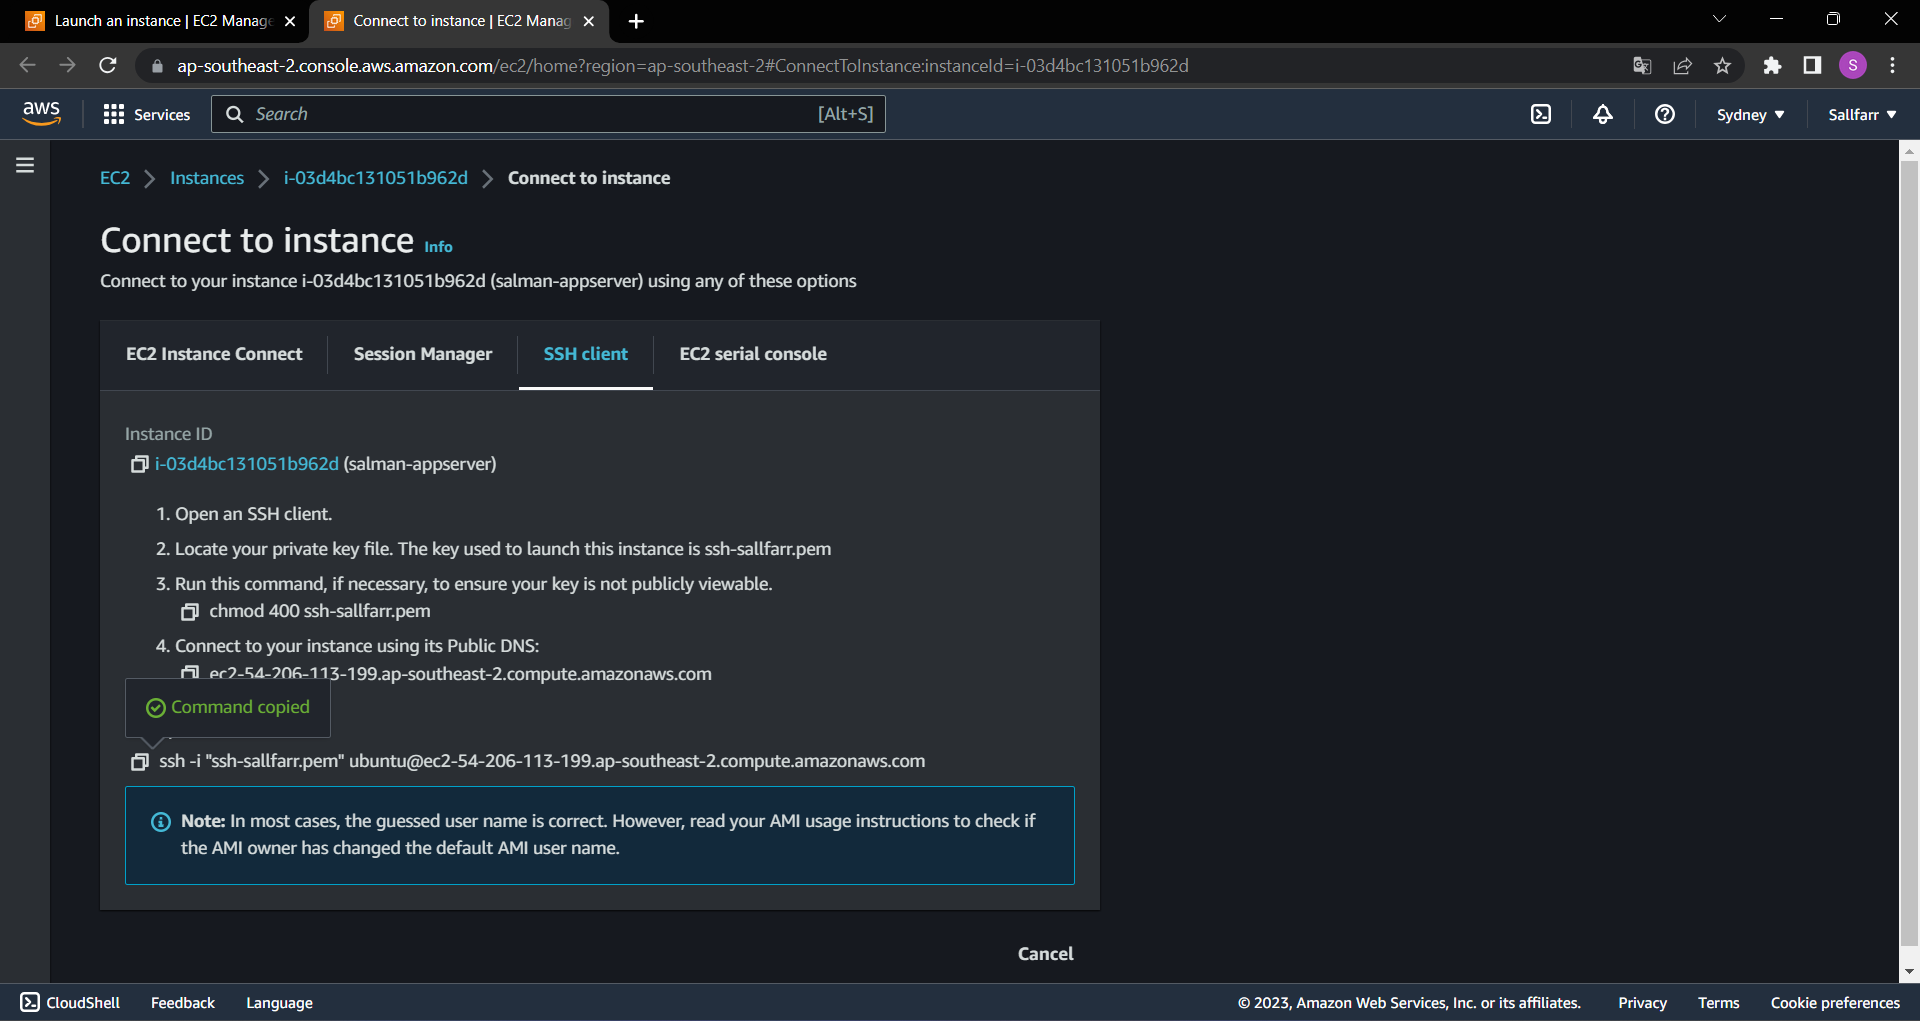 Launch an instance | EC2 Manage
Connect to instance | EC2 Manag
ap-southeast-2.console.aws.amazon.com/ec2/home?region=ap-southeast-2#ConnectToInstance:instanceId=i-03d4bc131051b962d
S
aws
Services
Search
[Alt+S]
Sydney
Sallfarr
EC2
Instances
i-03d4bc131051b962d
Connect to instance
Connect to instance Info
Connect to your instance i-03d4bc131051b962d (salman-appserver) using any of these options
EC2 Instance Connect
Session Manager
SSH client
EC2 serial console
Instance ID
i-03d4bc131051b962d (salman-appserver)
1. Open an SSH client.
2. Locate your private key file. The key used to launch this instance is ssh-sallfarr.pem
3. Run this command, if necessary, to ensure your key is not publicly viewable.
chmod 400 ssh-sallfarr.pem
4. Connect to your instance using its Public DNS:
ec2-54-206-113-199.ap-southeast-2.compute.amazonaws.com
Command copied
ssh -i "ssh-sallfarr.pem" ubuntu@ec2-54-206-113-199.ap-southeast-2.compute.amazonaws.com
Note: In most cases, the guessed user name is correct. However, read your AMI usage instructions to check if
the AMI owner has changed the default AMI user name.
Cancel
CloudShell
Feedback
Language
© 2023, Amazon Web Services, Inc. or its affiliates.
Privacy
Terms
Cookie preferences